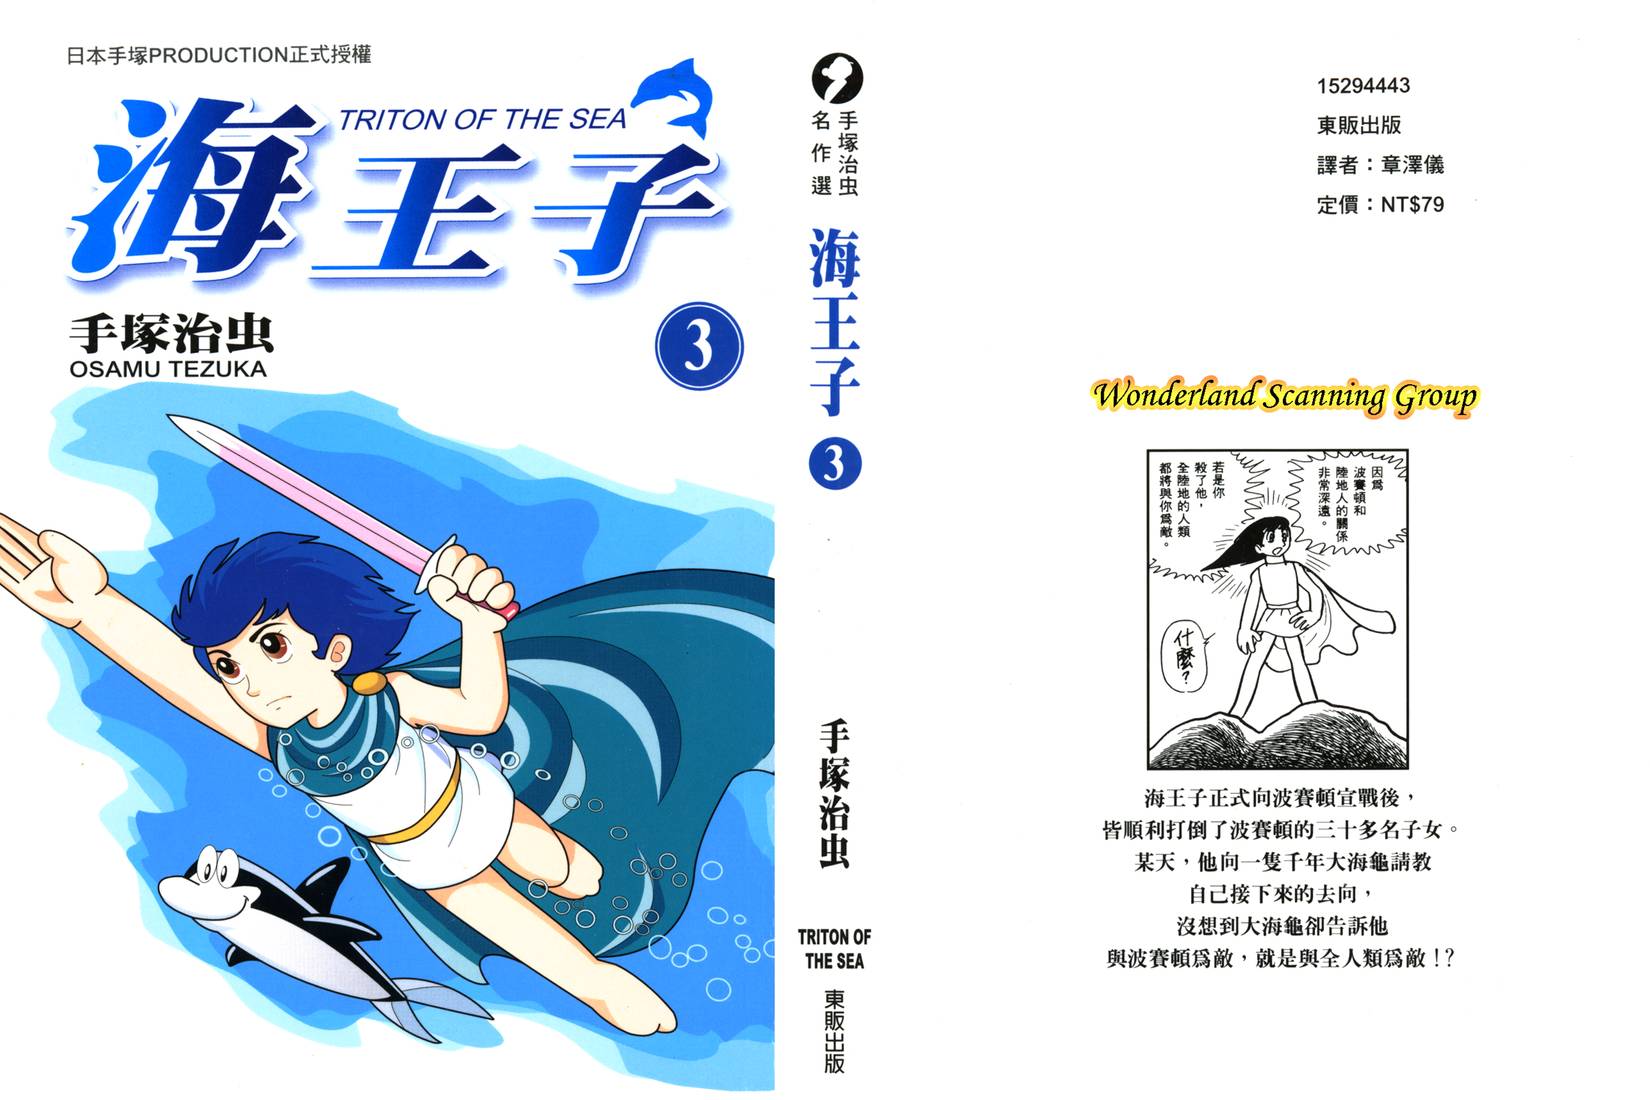 日本手塚PRODUCTION正式授權
TRITON OF THE SEA
海王子
手塚治虫
OSAMU TEZUKA
3
手塚治虫
名作選
海王子
3
手塚治虫
TRITON OF
THE SEA
東販出版
15294443
東販出版
譯者：章澤儀
定價：NT$79
Wonderland Scanning Group
因爲
波賽頓和
陸地人的關係
非常深遠。
若是你
殺了他，
全陸地的人類
都將與你爲敵。
什麼？
海王子正式向波賽頓宣戰後，
皆順利打倒了波賽頓的三十多名子女。
某天，他向一隻千年大海龜請教
自己接下來的去向，
沒想到大海龜卻告訴他
與波賽頓爲敵，就是與全人類爲敵！?